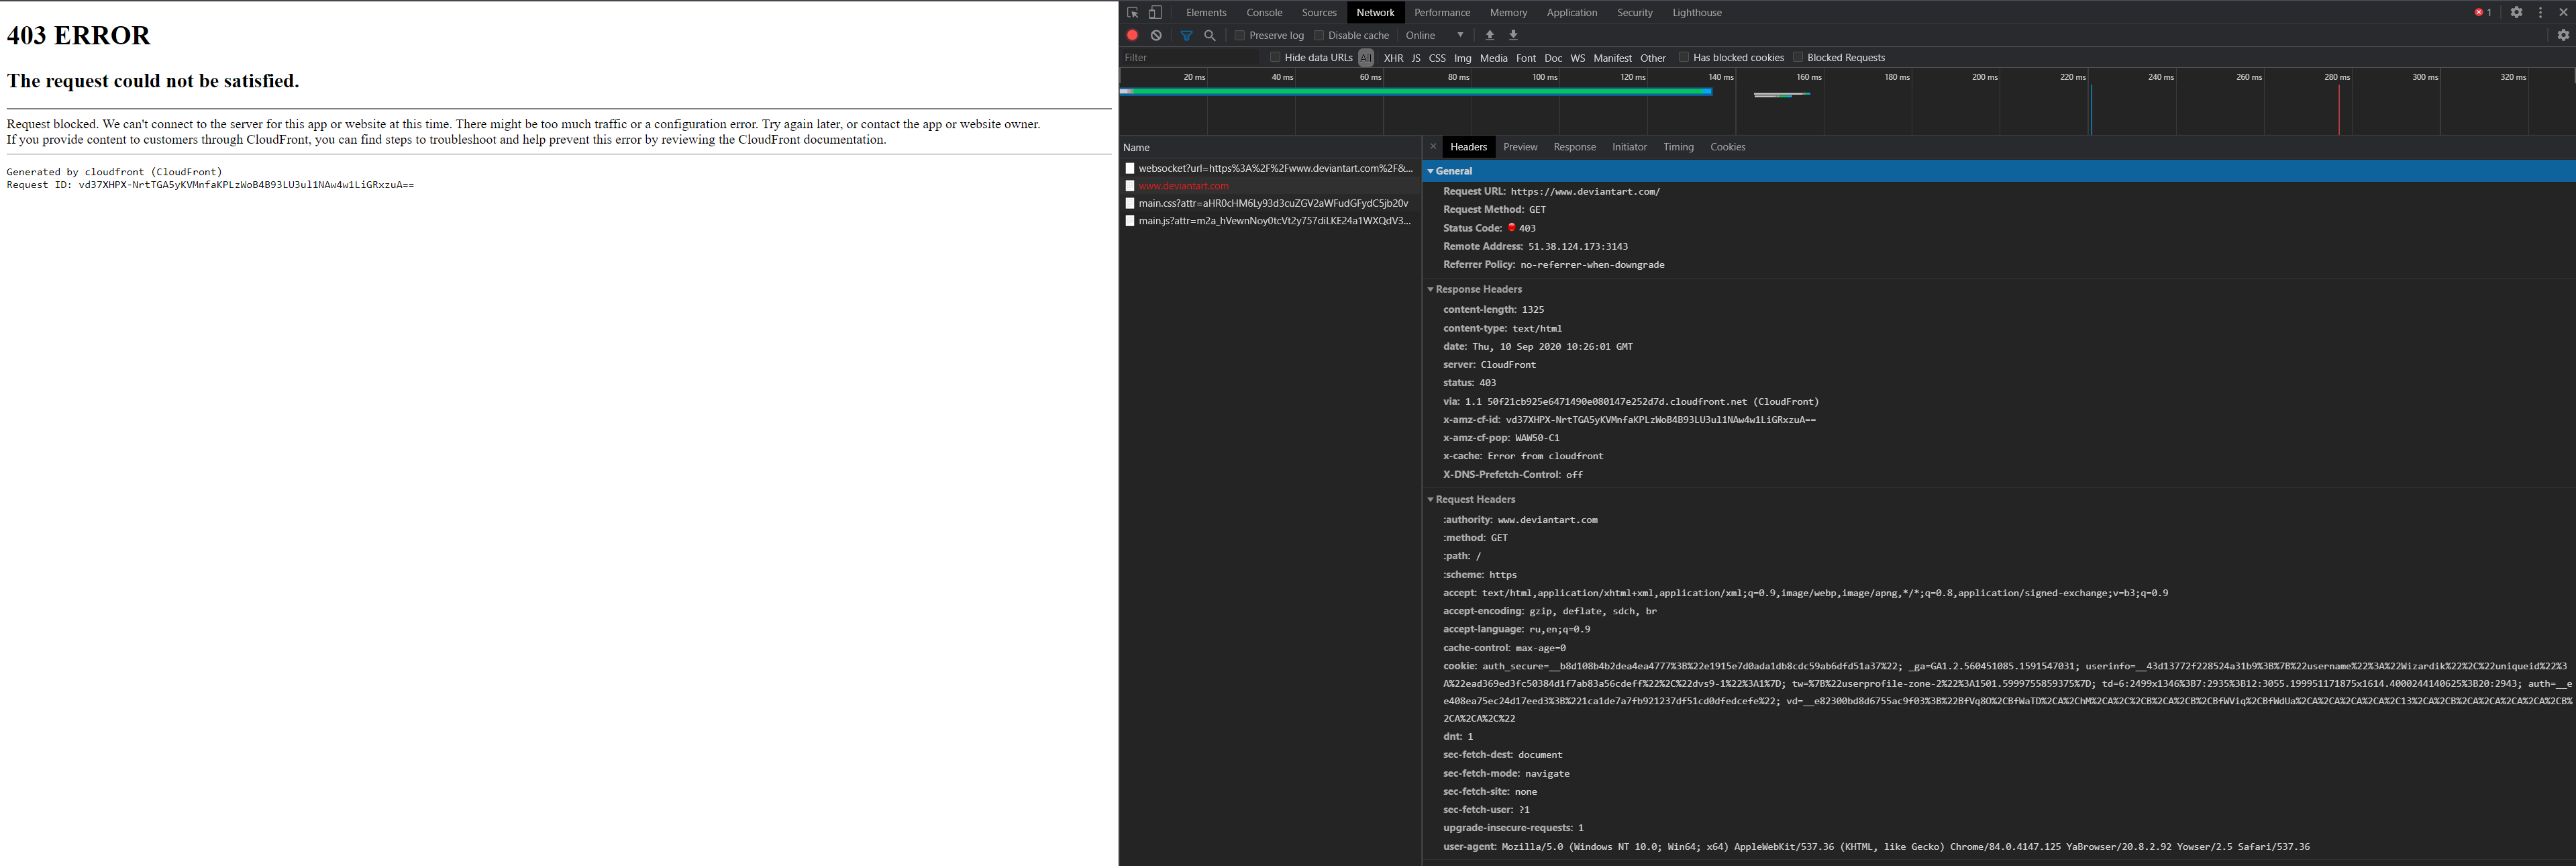 403 ERROR
The request could not be satisfied.
Request blocked. We can't connect to the server for this app or website at this time. There might be too much traffic or a configuration error. Try again later, or contact the app or website owner.
If you provide content to customers through CloudFront, you can find steps to troubleshoot and help prevent this error by reviewing the CloudFront documentation.
Generated by cloudfront (CloudFront)
Request ID: vd37XHPX-NrtTGA5yKVMnfaKPLzWoB4B93LU3ul1NAw4w1LiGRxzuA==
Elements Console Sources Network Performance Memory Application Security Lighthouse 1
Preserve log Disable cache Online
Filter Hide data URLs All XHR JS CSS Img Media Font Doc WS Manifest Other Has blocked cookies Blocked Requests
20 ms 40 ms 60 ms 80 ms 100 ms 120 ms 140 ms 160 ms 180 ms 200 ms 220 ms 240 ms 260 ms 280 ms 300 ms 320 ms
Name
websocket?url=https%3A%2F%2Fwww.deviantart.com%2F&...
www.deviantart.com
main.css?attr=aHR0cHM6Ly93d3cuZGV2aWFudGFydC5jb20v
main.js?attr=m2a_hVewnNoy0tcVt2y757diLKE24a1WXQdV3...
Headers Preview Response Initiator Timing Cookies
General
Request URL: https://www.deviantart.com/
Request Method: GET
Status Code: 403
Remote Address: 51.38.124.173:3143
Referrer Policy: no-referrer-when-downgrade
Response Headers
content-length: 1325
content-type: text/html
date: Thu, 10 Sep 2020 10:26:01 GMT
server: CloudFront
status: 403
via: 1.1 50f21cb925e6471490e080147e252d7d.cloudfront.net (CloudFront)
x-amz-cf-id: vd37XHPX-NrtTGA5yKVMnfaKPLzWoB4B93LU3ul1NAw4w1LiGRxzuA==
x-amz-cf-pop: WAW50-C1
x-cache: Error from cloudfront
X-DNS-Prefetch-Control: off
Request Headers
:authority: www.deviantart.com
:method: GET
:path: /
:scheme: https
accept: text/html,application/xhtml+xml,application/xml;q=0.9,image/webp,image/apng,*/*;q=0.8,application/signed-exchange;v=b3;q=0.9
accept-encoding: gzip, deflate, sdch, br
accept-language: ru,en;q=0.9
cache-control: max-age=0
cookie: auth_secure=__b8d108b4b2dea4ea4777%3B%22e1915e7d0ada1db8cdc59ab6dfd51a37%22; _ga=GA1.2.560451085.1591547031; userinfo=__43d13772f228524a31b9%3B%7B%22username%22%3A%22Wizardik%22%2C%22uniqueid%22%3
A%22ead369ed3fc50384d1f7ab83a56cdeff%22%2C%22dvs9-1%22%3A1%7D; tw=%7B%22userprofile-zone-2%22%3A1501.5999755859375%7D; td=6:2499x1346%3B7:2935%3B12:3055.199951171875x1614.4000244140625%3B20:2943; auth=__e
e408ea75ec24d17eed3%3B%221ca1de7a7fb921237df51cd0dfedcefe%22; vd=__e82300bd8d6755ac9f03%3B%22BfVq8O%2CBfWaTD%2CA%2ChM%2CA%2C%2CB%2CA%2CB%2CBfWViq%2CBfWdUa%2CA%2CA%2CA%2CA%2C13%2CA%2CB%2CA%2CA%2CA%2CA%2CB%
2CA%2CA%2C%22
dnt: 1
sec-fetch-dest: document
sec-fetch-mode: navigate
sec-fetch-site: none
sec-fetch-user: ?1
upgrade-insecure-requests: 1
user-agent: Mozilla/5.0 (Windows NT 10.0; Win64; x64) AppleWebKit/537.36 (KHTML, like Gecko) Chrome/84.0.4147.125 YaBrowser/20.8.2.92 Yowser/2.5 Safari/537.36